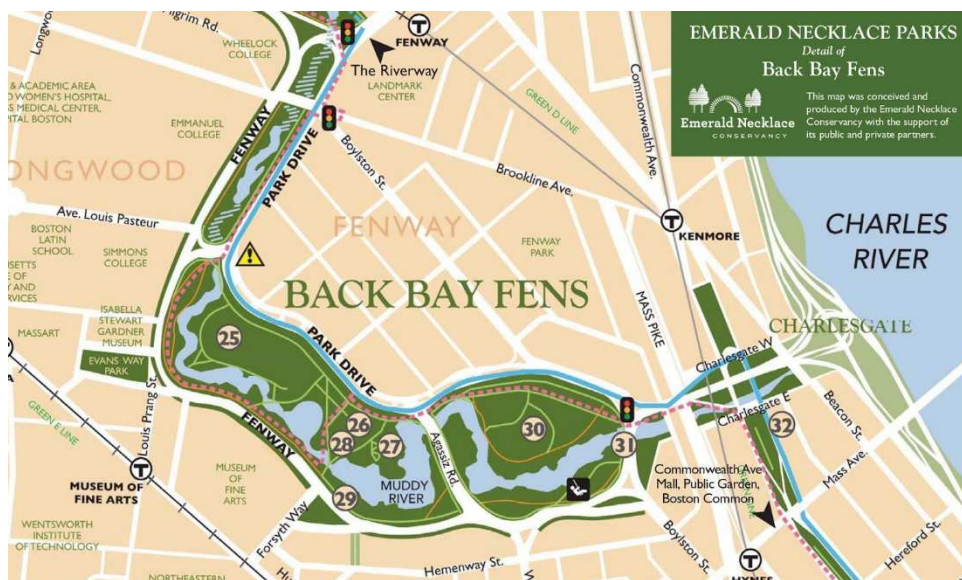 EMERALD NECKLACE PARKS
Detail of
Back Bay Fens
Emerald Necklace
CONSERVANCY
This map was conceived and
produced by the Emerald Necklace
Conservancy with the support of
its public and private partners.
Longwood
Pilgrim Rd.
WHEELOCK
COLLEGE
T
FENWAY
The Riverway
LANDMARK
CENTER
& ACADEMIC AREA
WOMEN'S HOSPITAL,
MEDICAL CENTER,
PITAL BOSTON
EMMANUEL
COLLEGE
FENWAY
PARK DRIVE
Boylston St.
GREEN D LINE
Commonwealth Ave.
Brookline Ave.
ONGWOOD
FENWAY
Ave. Louis Pasteur
BOSTON
LATIN
SCHOOL
SIMMONS
COLLEGE
FENWAY
PARK
T
KENMORE
CHARLES
RIVER
BACK BAY FENS
MASS PIKE
CHARLESGATE
MASSART
ISABELLA
STEWART
GARDNER
MUSEUM
EVANS WAY
PARK
25
PARK DRIVE
Charlesgate W
Charlesgate E
Beacon St.
Louis Prang St.
FENWAY
26
28
27
30
31
32
Agassiz Rd.
GREEN E LINE
T
MUSEUM OF
FINE ARTS
MUSEUM
OF
FINE
ARTS
29
MUDDY
RIVER
Commonwealth Ave
Mall, Public Garden,
Boston Common
Mass Ave.
Hereford St.
Forsyth Way
WENTWORTH
INSTITUTE
OF TECHNOLOGY
Hemenway St.
Boylston St.
T
HYNES
NORTHEASTERN